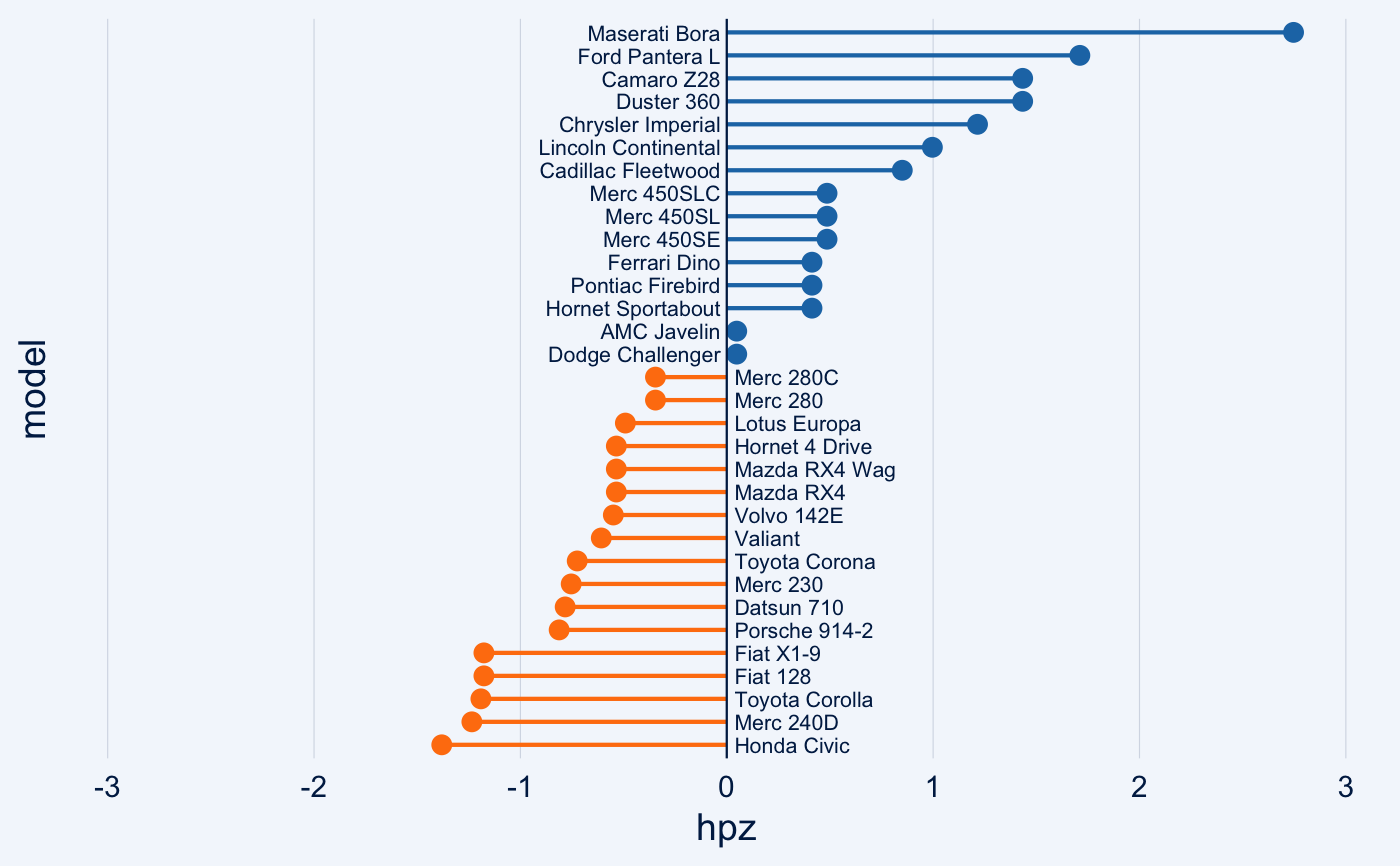 Maserati Bora
Ford Pantera L
Camaro Z28
Duster 360
Chrysler Imperial
Lincoln Continental
Cadillac Fleetwood
Merc 450SLC
Merc 450SL
Merc 450SE
Ferrari Dino
Pontiac Firebird
Hornet Sportabout
AMC Javelin
Dodge Challenger
Merc 280C
Merc 280
Lotus Europa
Hornet 4 Drive
Mazda RX4 Wag
Mazda RX4
Volvo 142E
Valiant
Toyota Corona
Merc 230
Datsun 710
Porsche 914-2
Fiat X1-9
Fiat 128
Toyota Corolla
Merc 240D
Honda Civic
model
-3 -2 -1 0 1 2 3
hpz